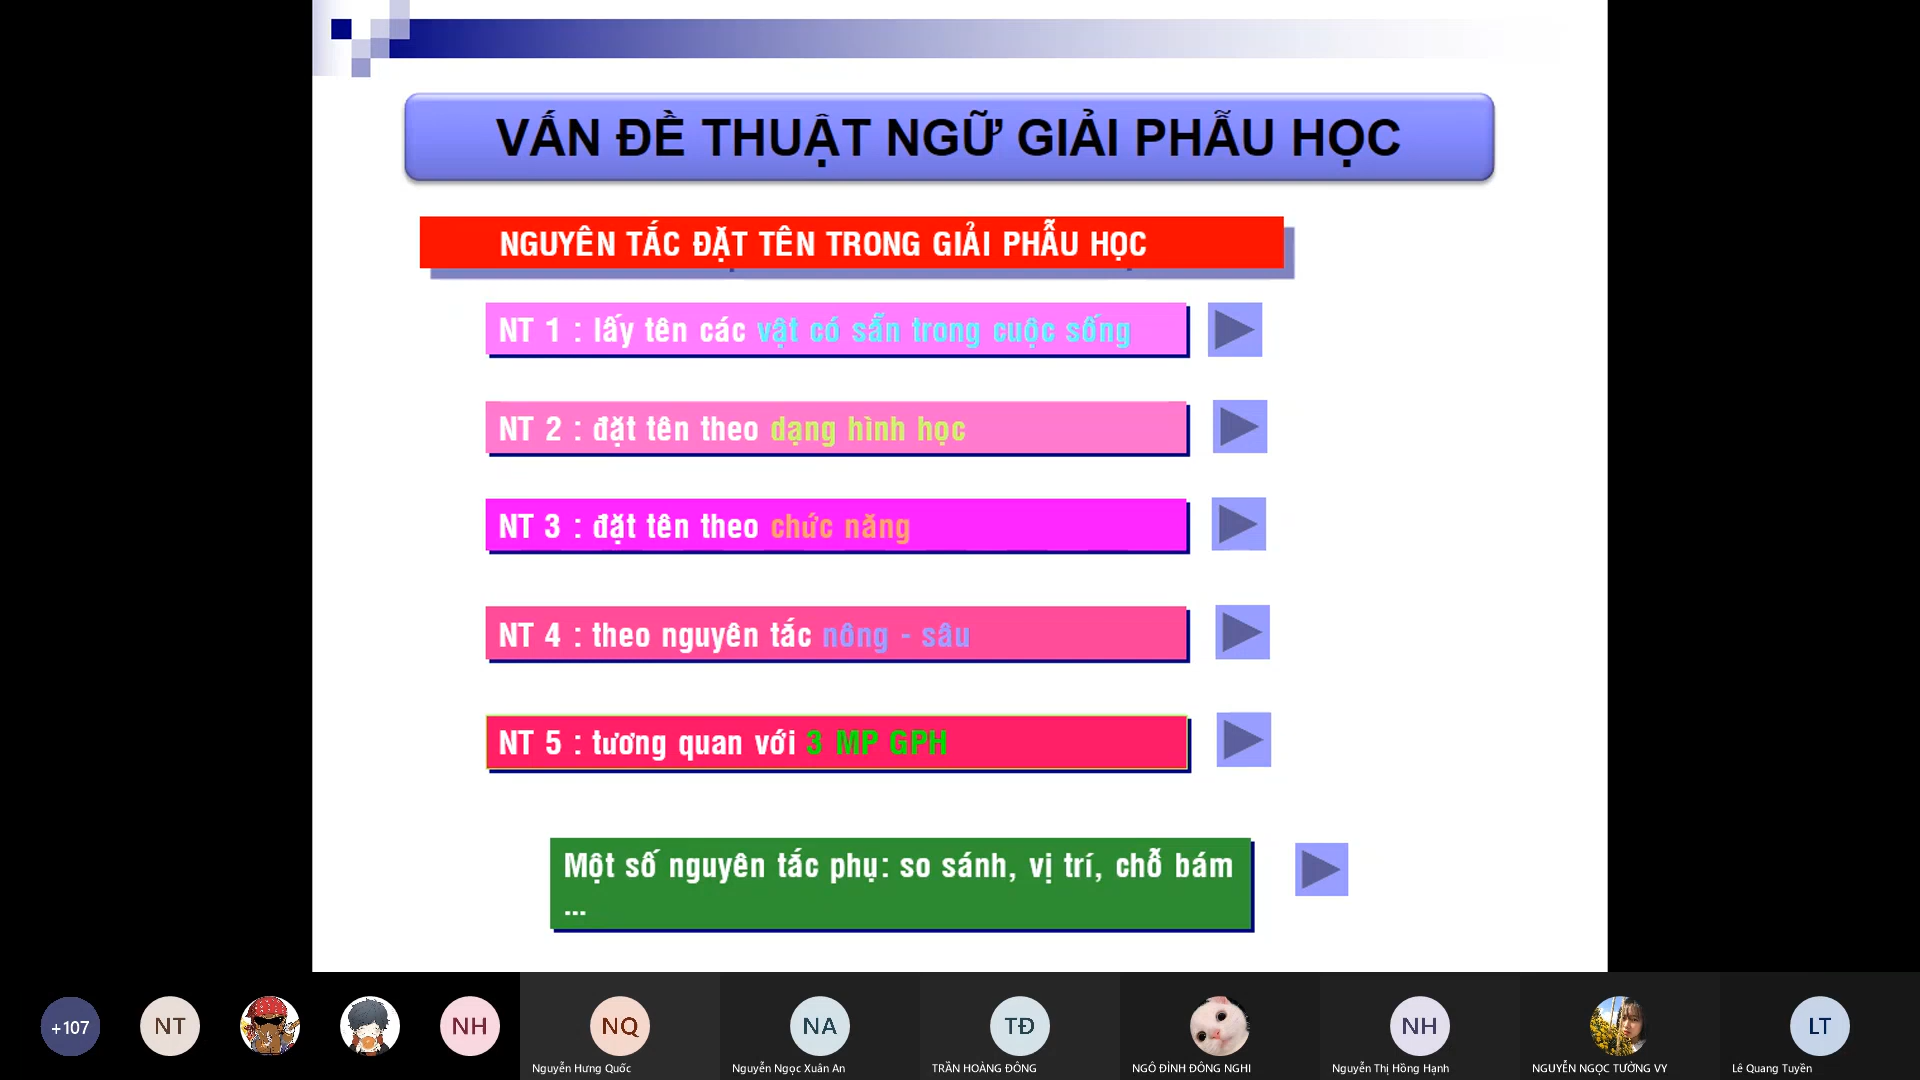 VẤN ĐỀ THUẬT NGỮ GIẢI PHẪU HỌC
NGUYÊN TẮC ĐẶT TÊN TRONG GIẢI PHẪU HỌC
NT 1 : lấy tên các vật có sẵn trong cuộc sống
NT 2 : đặt tên theo dạng hình học
NT 3 : đặt tên theo chức năng
NT 4 : theo nguyên tắc nông - sâu
NT 5 : tương quan với 3 MP GPH
Một số nguyên tắc phụ: so sánh, vị trí, chỗ bám
...
+107
NT
NH
NQ
NA
TĐ
NH
LT
Nguyễn Hưng Quốc
Nguyễn Ngọc Xuân An
TRẦN HOÀNG ĐÔNG
NGÔ ĐÌNH ĐÔNG NGHI
Nguyễn Thị Hồng Hạnh
NGUYỄN NGỌC TƯỜNG VY
Lê Quang Tuyền